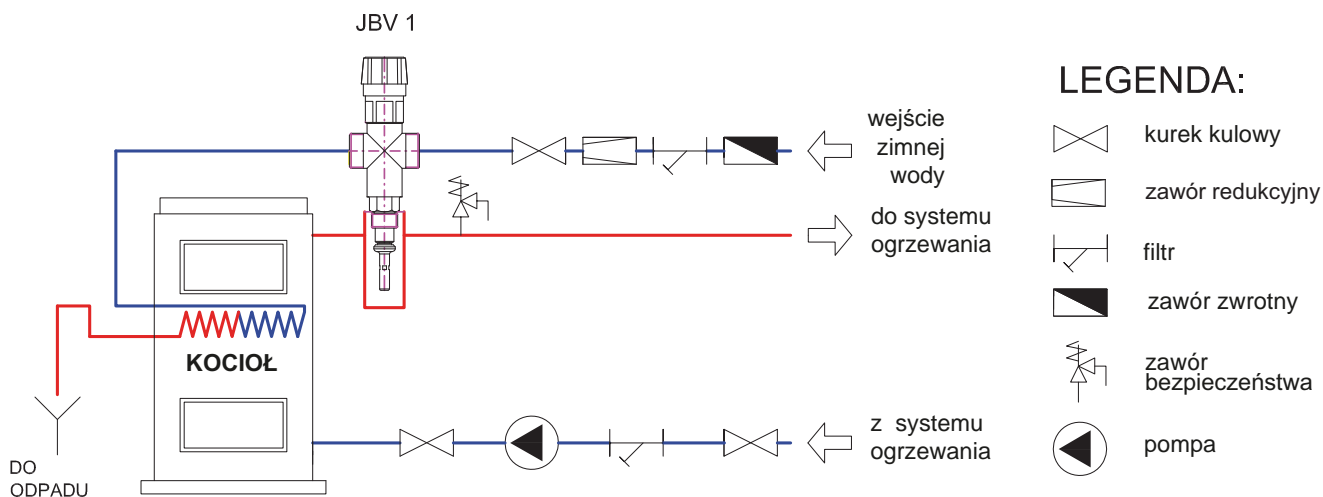 JBV 1
wejście
zimnej
wody
do systemu
ogrzewania
KOCIOŁ
z systemu
ogrzewania
DO
ODPADU
LEGENDA:
kurek kulowy
zawór redukcyjny
filtr
zawór zwrotny
zawór
bezpieczeństwa
pompa